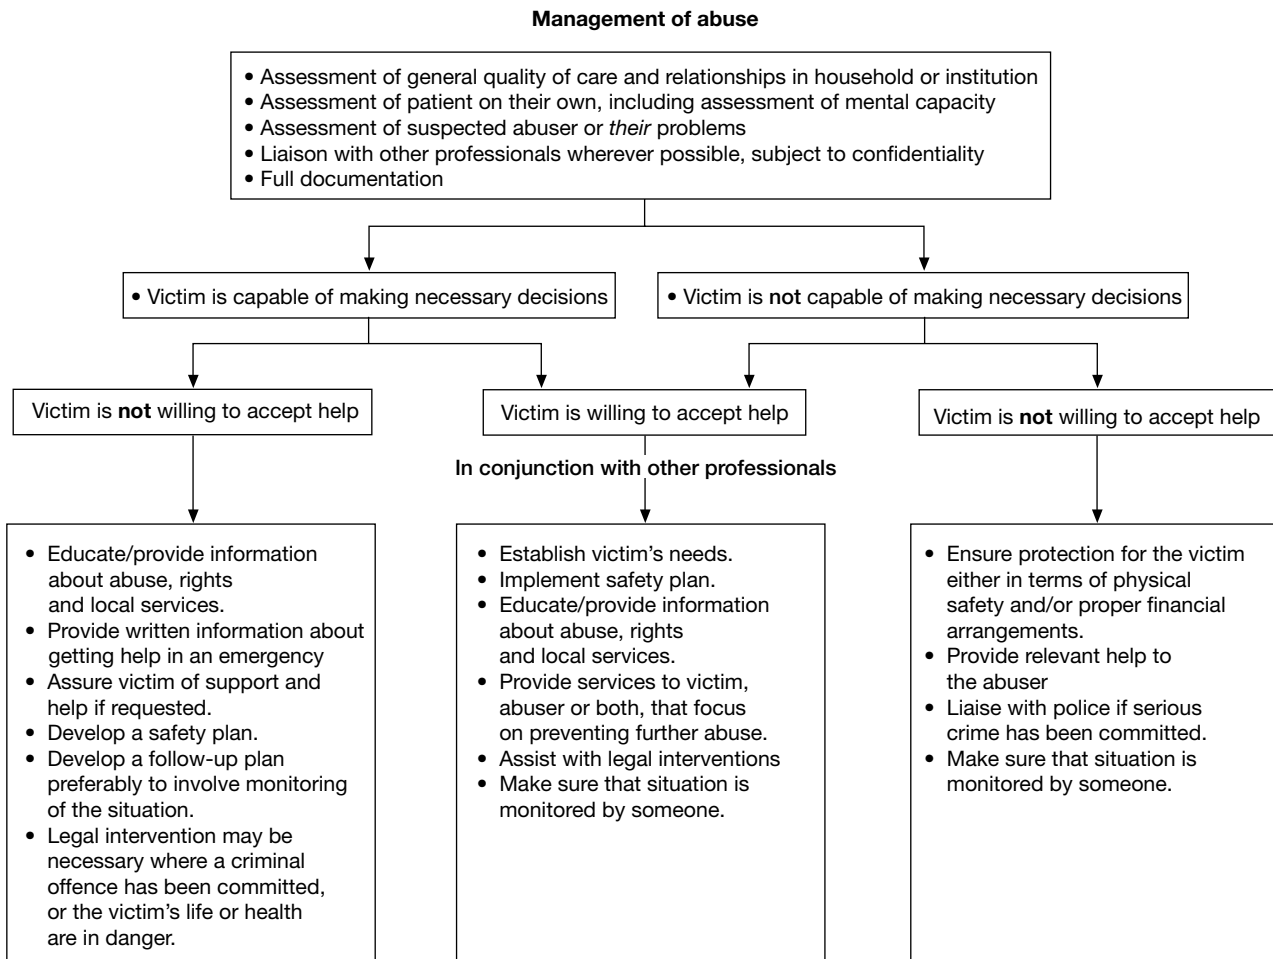 Management of abuse
• Assessment of general quality of care and relationships in household or institution
• Assessment of patient on their own, including assessment of mental capacity
• Assessment of suspected abuser or their problems
• Liaison with other professionals wherever possible, subject to confidentiality
• Full documentation
• Victim is capable of making necessary decisions
• Victim is not capable of making necessary decisions
Victim is not willing to accept help
Victim is willing to accept help
Victim is not willing to accept help
In conjunction with other professionals
• Educate/provide information
about abuse, rights
and local services.
• Provide written information about
getting help in an emergency
• Assure victim of support and
help if requested.
• Develop a safety plan.
• Develop a follow-up plan
preferably to involve monitoring
of the situation.
• Legal intervention may be
necessary where a criminal
offence has been committed,
or the victim’s life or health
are in danger.
• Establish victim’s needs.
• Implement safety plan.
• Educate/provide information
about abuse, rights
and local services.
• Provide services to victim,
abuser or both, that focus
on preventing further abuse.
• Assist with legal interventions
• Make sure that situation is
monitored by someone.
• Ensure protection for the victim
either in terms of physical
safety and/or proper financial
arrangements.
• Provide relevant help to
the abuser
• Liaise with police if serious
crime has been committed.
• Make sure that situation is
monitored by someone.